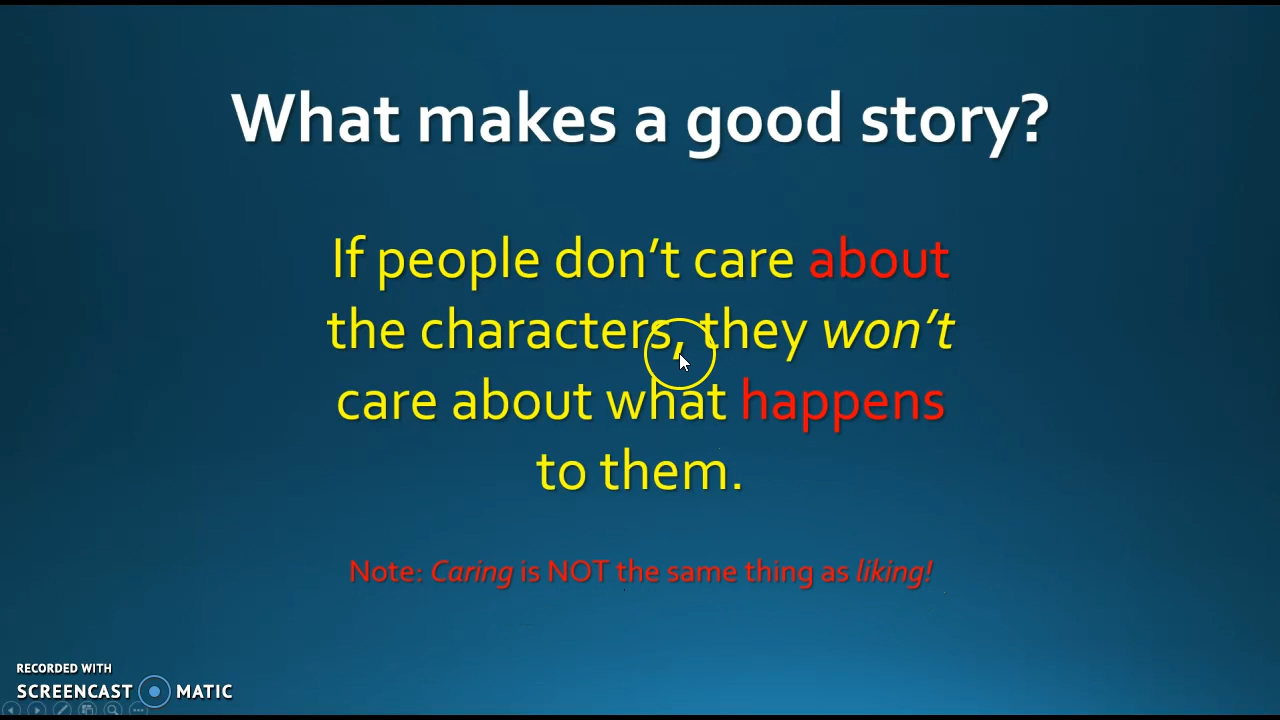 What makes a good story?
If people don’t care about
the characters, they won’t
care about what happens
to them.
Note: Caring is NOT the same thing as liking!
RECORDED WITH
SCREENCAST MATIC